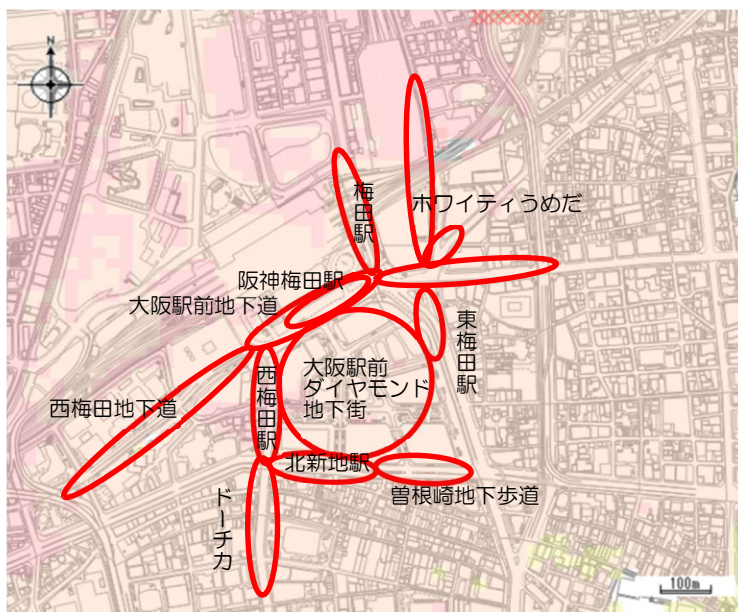 N
梅田駅
ホワイティうめだ
阪神梅田駅
大阪駅前地下道
東梅田駅
大阪駅前
ダイヤモンド
地下街
西梅田駅
西梅田地下道
北新地駅
曽根崎地下歩道
ドーチカ
100m